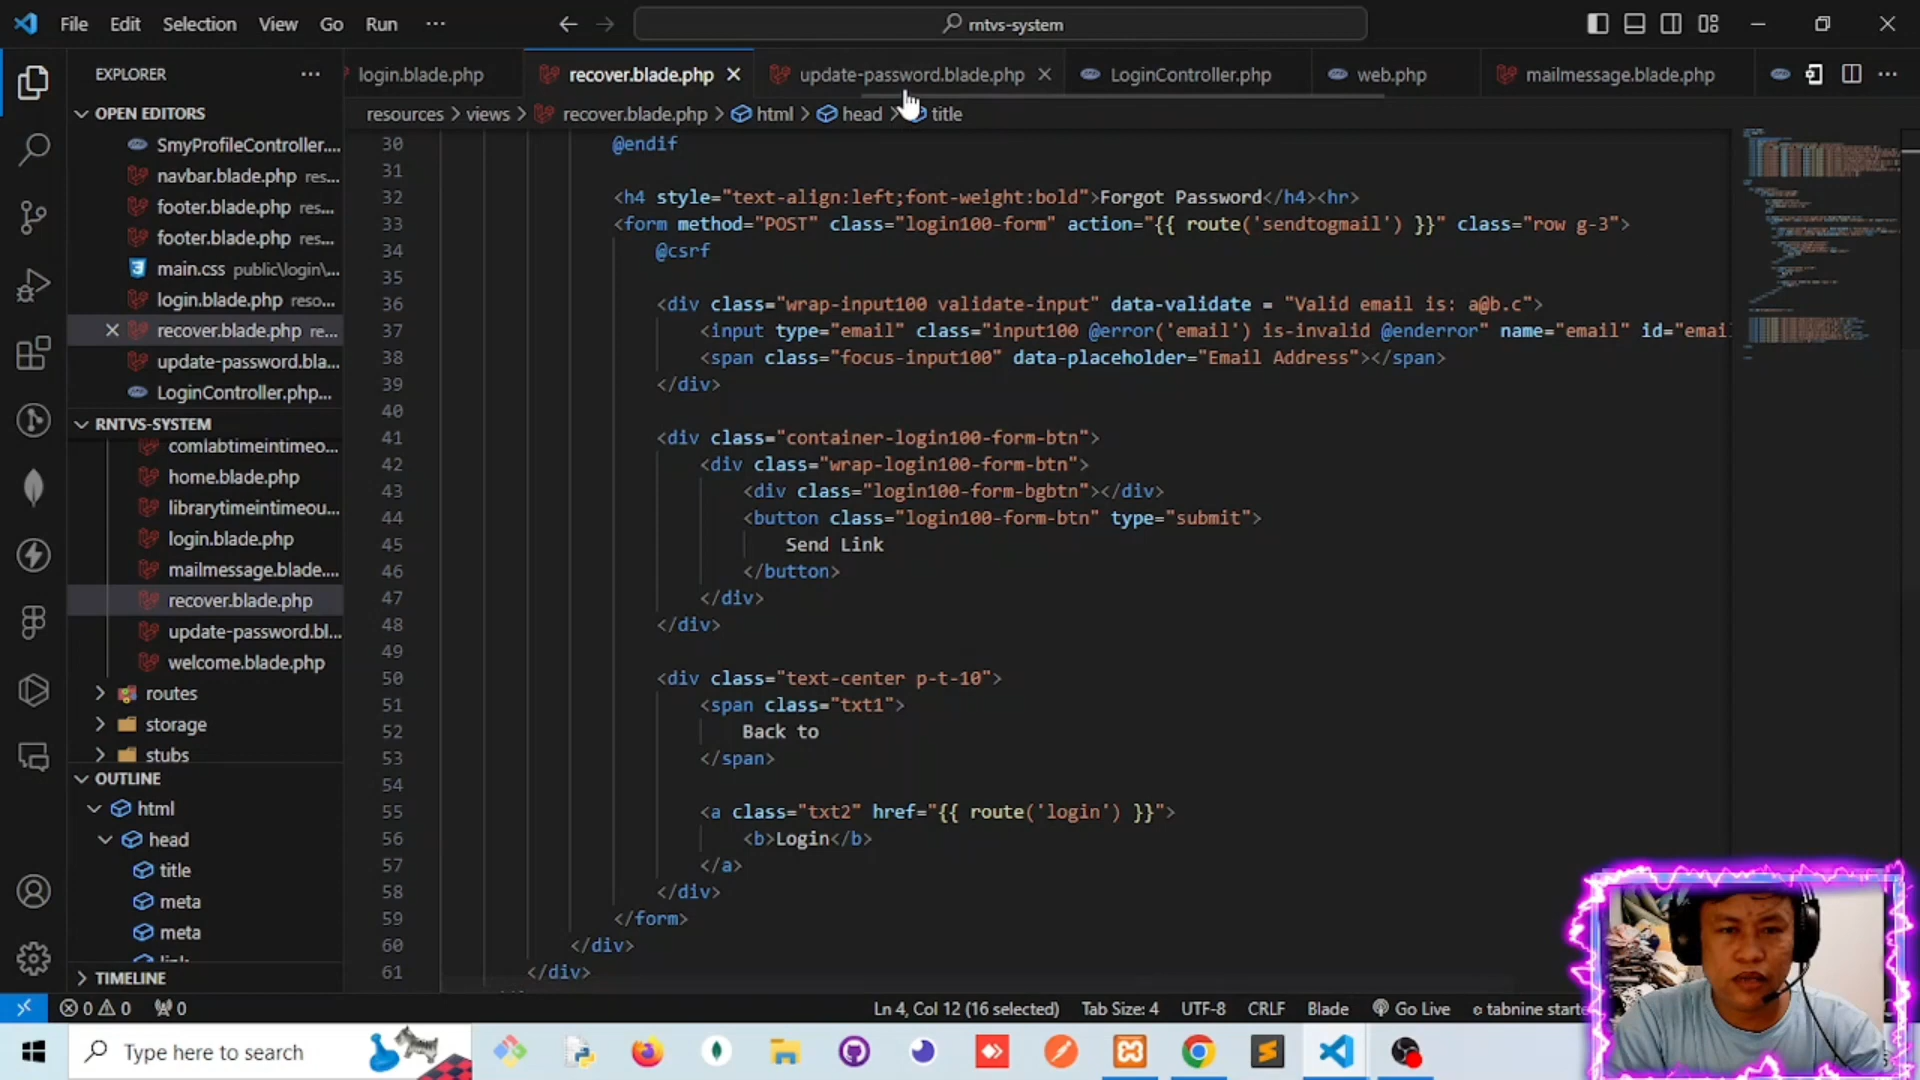 File Edit Selection View Go Run ··· rntvs-system
EXPLORER ···
login.blade.php recover.blade.php update-password.blade.php LoginController.php web.php mailmessage.blade.php
OPEN EDITORS
resources > views > recover.blade.php > html > head > title
SmyProfileController....
navbar.blade.php res...
footer.blade.php res...
footer.blade.php res...
main.css public\login\...
login.blade.php reso...
recover.blade.php re...
update-password.bla...
LoginController.php...
RNTVS-SYSTEM
comlabtimeintimeo...
home.blade.php
librarytimeintimeou...
login.blade.php
mailmessage.blade....
recover.blade.php
update-password.bl...
welcome.blade.php
routes
storage
stubs
OUTLINE
html
head
title
meta
meta
link
TIMELINE
30 @endif
31
32 <h4 style="text-align:left;font-weight:bold">Forgot Password</h4><hr>
33 <form method="POST" class="login100-form" action="{{ route('sendtogmail') }}" class="row g-3">
34 @csrf
35
36 <div class="wrap-input100 validate-input" data-validate = "Valid email is: a@b.c">
37 <input type="email" class="input100 @error('email') is-invalid @enderror" name="email" id="emai
38 <span class="focus-input100" data-placeholder="Email Address"></span>
39 </div>
40
41 <div class="container-login100-form-btn">
42 <div class="wrap-login100-form-btn">
43 <div class="login100-form-bgbtn"></div>
44 <button class="login100-form-btn" type="submit">
45 Send Link
46 </button>
47 </div>
48 </div>
49
50 <div class="text-center p-t-10">
51 <span class="txt1">
52 Back to
53 </span>
54
55 <a class="txt2" href="{{ route('login') }}">
56 <b>Login</b>
57 </a>
58 </div>
59 </form>
60 </div>
61 </div>
0 0 0 Ln 4, Col 12 (16 selected) Tab Size: 4 UTF-8 CRLF Blade Go Live tabnine starte
Type here to search